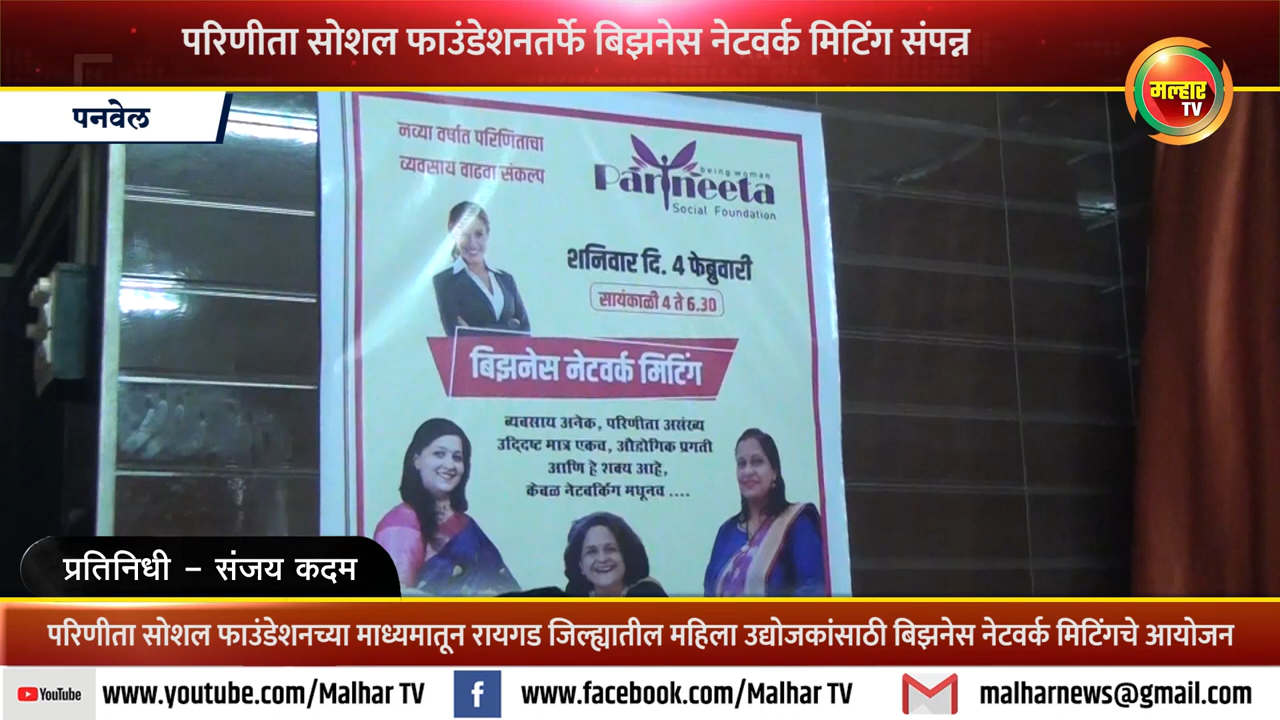 परिणीता सोशल फाउंडेशनतर्फे बिझनेस नेटवर्क मिटिंग संपन्न
मल्हार
TV
पनवेल
नव्या वर्षात परिणिताचा
व्यवसाय वाढवा संकल्प
being woman
Parineeta
Social Foundation
शनिवार दि. 4 फेब्रुवारी
सायंकाळी 4 ते 6.30
बिझनेस नेटवर्क मिटिंग
व्यवसाय अनेक, परिणीता असंख्य
उद्दिष्ट मात्र एकच, औद्योगिक प्रगती
आणि हे शक्य आहे,
केवळ नेटवर्किंग मधूनच ....
प्रतिनिधी – संजय कदम
परिणीता सोशल फाउंडेशनच्या माध्यमातून रायगड जिल्ह्यातील महिला उद्योजकांसाठी बिझनेस नेटवर्क मिटिंगचे आयोजन
YouTube www.youtube.com/Malhar TV f www.facebook.com/Malhar TV malharnews@gmail.com